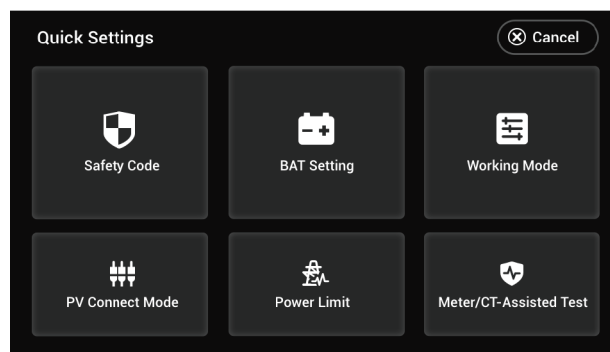 Quick Settings
Cancel
Safety Code
BAT Setting
Working Mode
PV Connect Mode
Power Limit
Meter/CT-Assisted Test